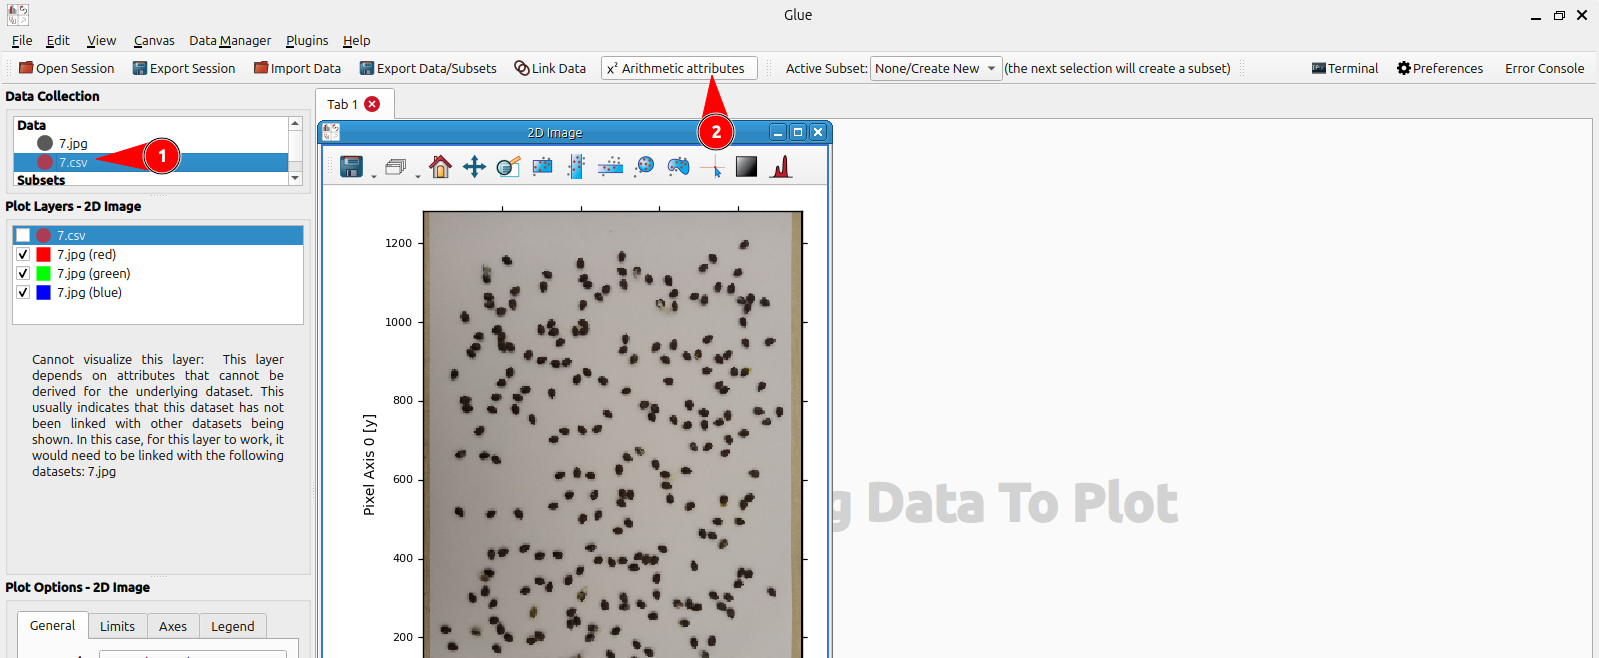 Glue
File Edit View Canvas Data Manager Plugins Help
Open Session Export Session Import Data Export Data/Subsets Link Data x² Arithmetic attributes Active Subset: None/Create New (the next selection will create a subset) Terminal Preferences Error Console
Data Collection
Data
7.jpg
7.csv
Subsets
1
2
Plot Layers - 2D Image
7.csv
7.jpg (red)
7.jpg (green)
7.jpg (blue)
Cannot visualize this layer: This layer
depends on attributes that cannot be
derived for the underlying dataset. This
usually indicates that this dataset has not
been linked with other datasets being
shown. In this case, for this layer to work, it
would need to be linked with the following
datasets: 7.jpg
Plot Options - 2D Image
General Limits Axes Legend
Tab 1
2D Image
1200
1000
800
600
400
200
Pixel Axis 0 [y]
g Data To Plot